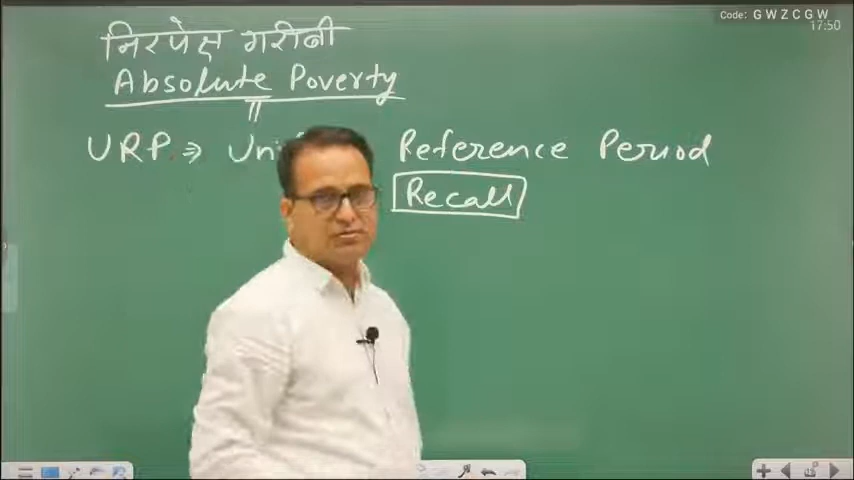 Code: GWZCGW
17:50
निरपेक्ष गरीबी
Absolute Poverty
URP ⇒ Uni Reference Period
Recall